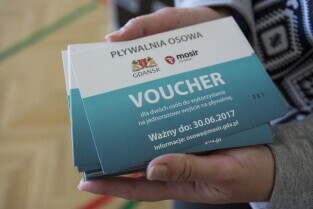 PŁYWALNIA OSOWA
GDAŃSK
mosir
VOUCHER
dla dwóch osób do wykorzystania
na jednorazowe wejście na pływalnię.
Ważny do: 30.06.2017
Informacje: osowa@mosir.gda.pl